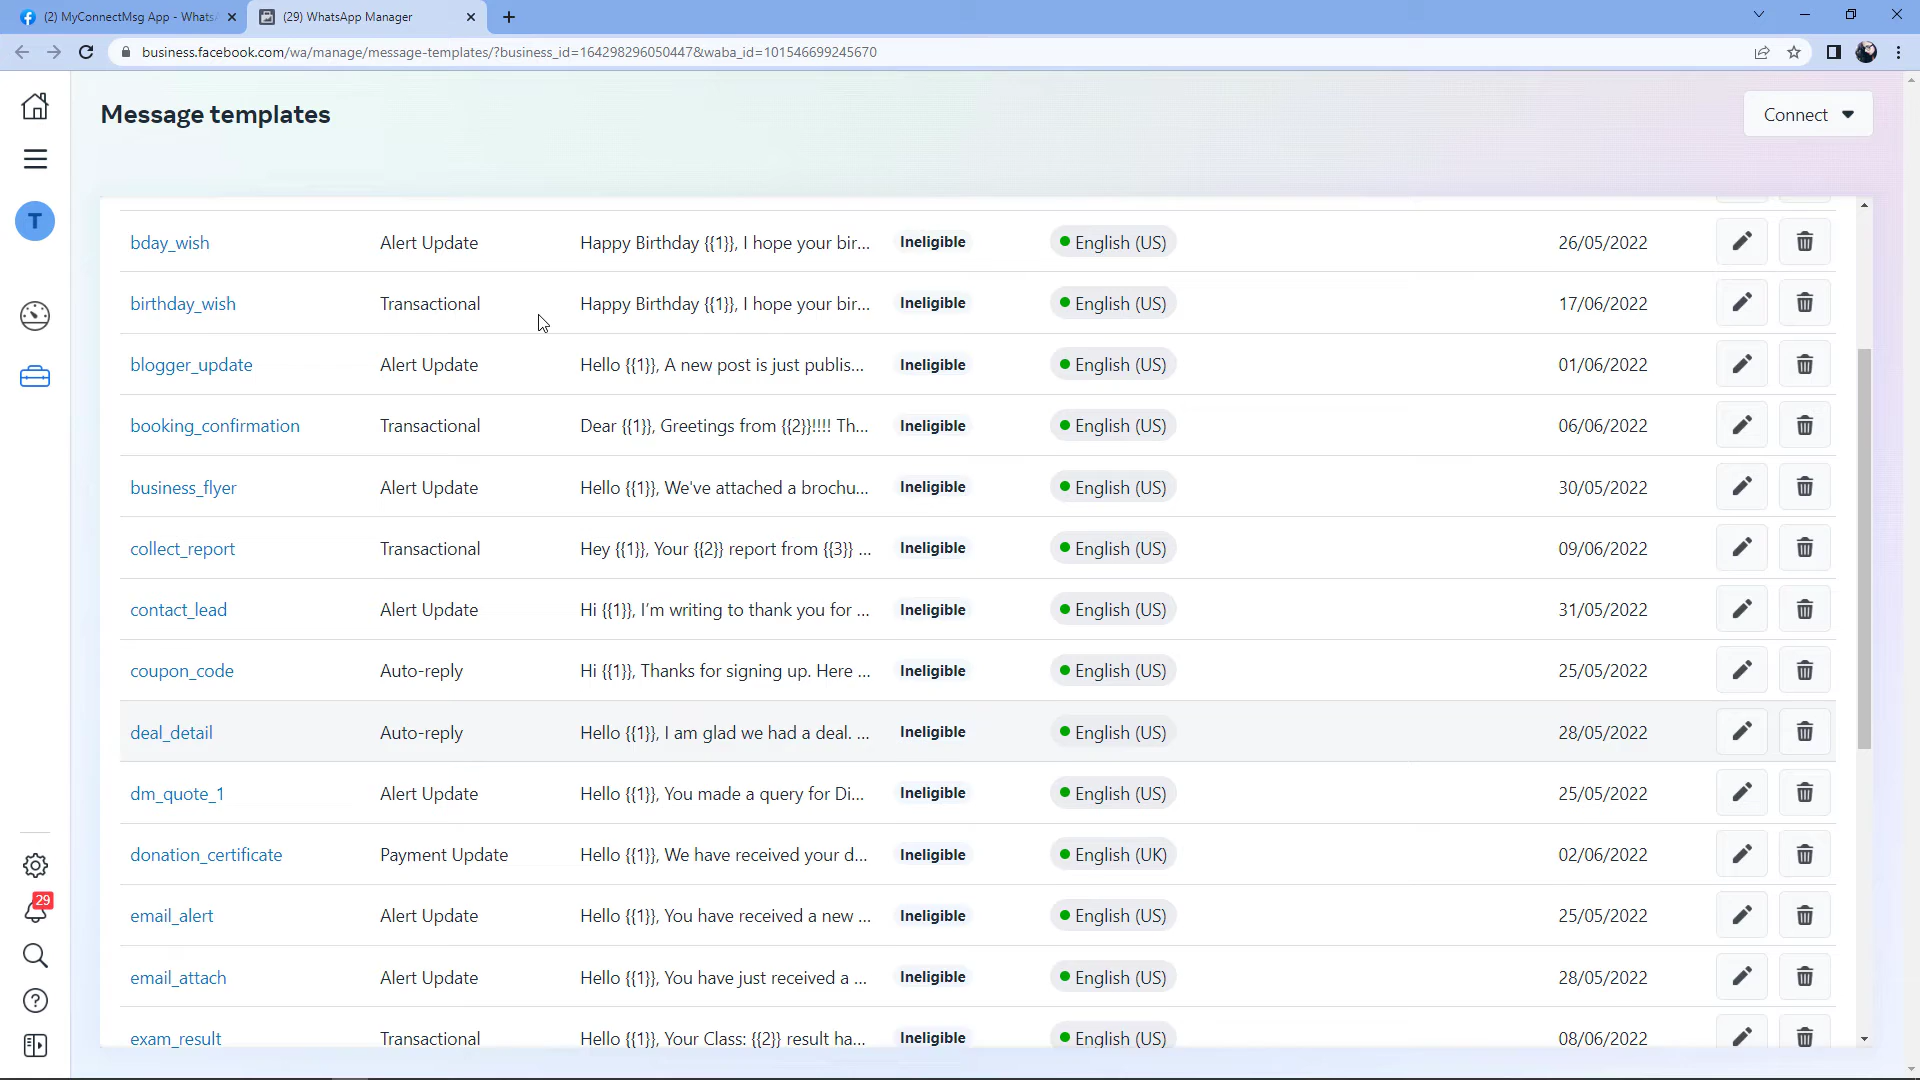 (2) MyConnectMsg App - Whats
(29) WhatsApp Manager
business.facebook.com/wa/manage/message-templates/?business_id=164298296050447&waba_id=101546699245670
Message templates
Connect
T
bday_wish Alert Update Happy Birthday {{1}}, I hope your bir... Ineligible English (US) 26/05/2022
birthday_wish Transactional Happy Birthday {{1}}, I hope your bir... Ineligible English (US) 17/06/2022
blogger_update Alert Update Hello {{1}}, A new post is just publis... Ineligible English (US) 01/06/2022
booking_confirmation Transactional Dear {{1}}, Greetings from {{2}}!!!! Th... Ineligible English (US) 06/06/2022
business_flyer Alert Update Hello {{1}}, We've attached a brochu... Ineligible English (US) 30/05/2022
collect_report Transactional Hey {{1}}, Your {{2}} report from {{3}} ... Ineligible English (US) 09/06/2022
contact_lead Alert Update Hi {{1}}, I'm writing to thank you for ... Ineligible English (US) 31/05/2022
coupon_code Auto-reply Hi {{1}}, Thanks for signing up. Here ... Ineligible English (US) 25/05/2022
deal_detail Auto-reply Hello {{1}}, I am glad we had a deal. ... Ineligible English (US) 28/05/2022
dm_quote_1 Alert Update Hello {{1}}, You made a query for Di... Ineligible English (US) 25/05/2022
donation_certificate Payment Update Hello {{1}}, We have received your d... Ineligible English (UK) 02/06/2022
email_alert Alert Update Hello {{1}}, You have received a new ... Ineligible English (US) 25/05/2022
29
email_attach Alert Update Hello {{1}}, You have just received a ... Ineligible English (US) 28/05/2022
exam_result Transactional Hello {{1}}, Your Class: {{2}} result ha... Ineligible English (US) 08/06/2022